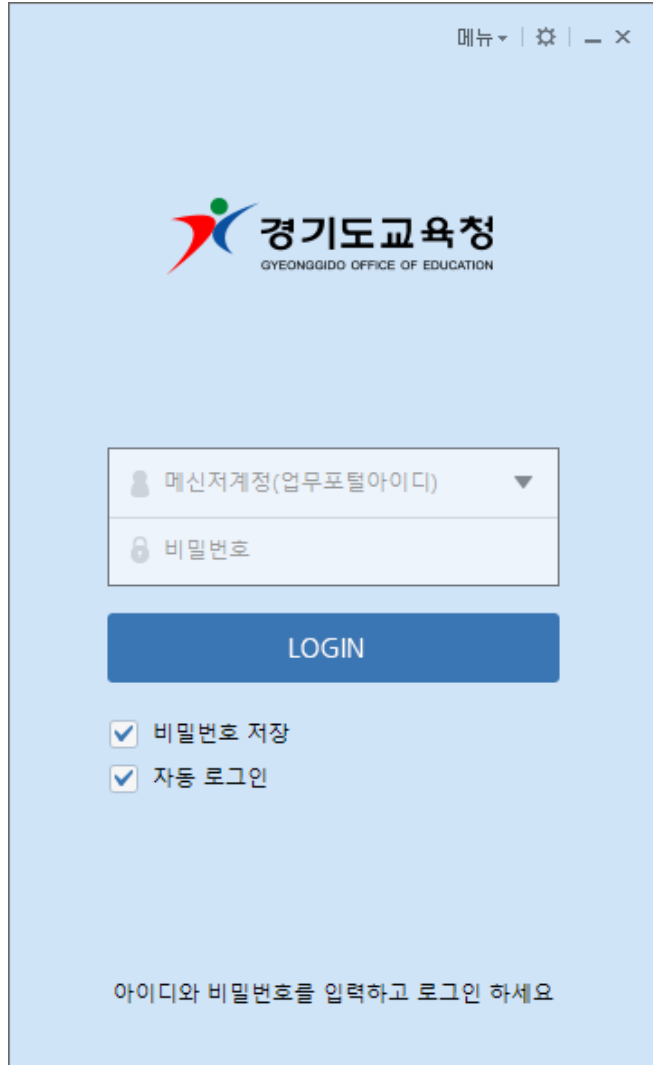 메뉴
경기도교육청
GYEONGGIDO OFFICE OF EDUCATION
메신저계정(업무포털아이디)
비밀번호
LOGIN
비밀번호 저장
자동 로그인
아이디와 비밀번호를 입력하고 로그인 하세요